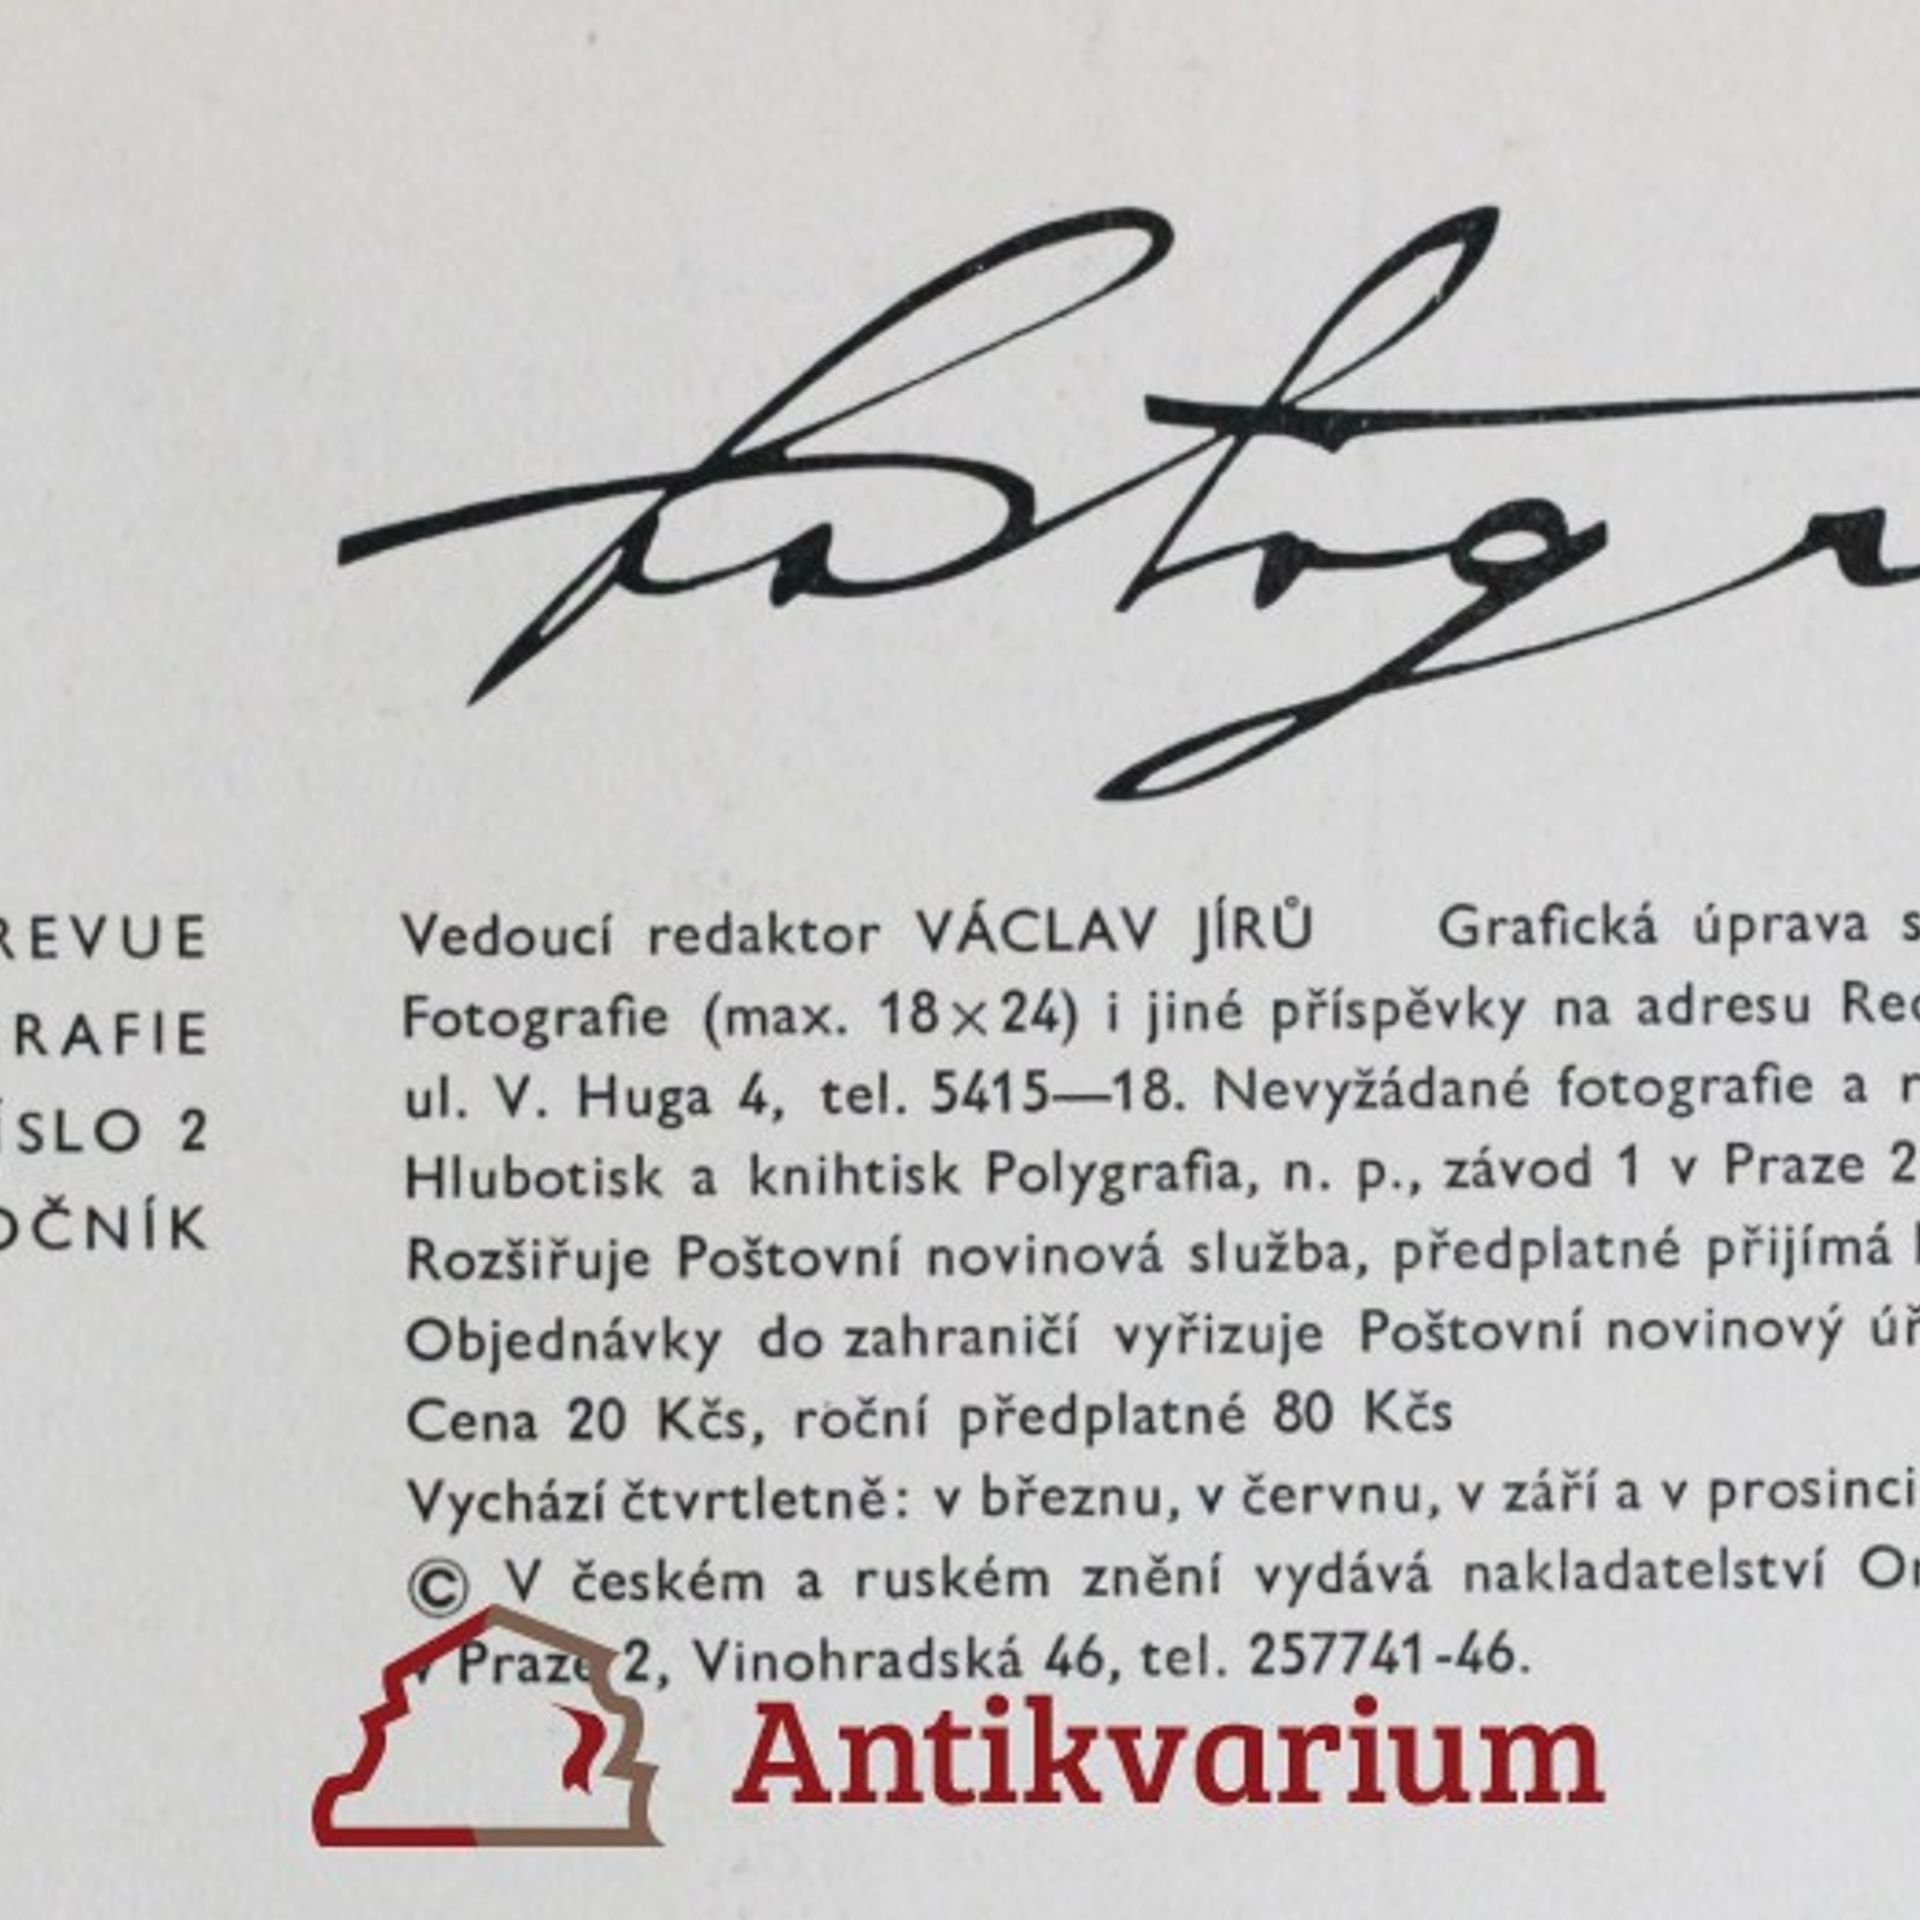 Fotogr
REVUE
RAFIE
ÍSLO 2
OČNÍK
Vedoucí redaktor VÁCLAV JÍRŮ Grafická úprava s
Fotografie (max. 18×24) i jiné příspěvky na adresu Red
ul. V. Huga 4, tel. 5415—18. Nevyžádané fotografie a r
Hlubotisk a knihtisk Polygrafia, n. p., závod 1 v Praze 2
Rozšiřuje Poštovní novinová služba, předplatné přijímá
Objednávky do zahraničí vyřizuje Poštovní novinový úř
Cena 20 Kčs, roční předplatné 80 Kčs
Vychází čtvrtletně: v březnu, v červnu, v září a v prosinci
© V českém a ruském znění vydává nakladatelství Or
v Praze 2, Vinohradská 46, tel. 257741-46.
Antikvarium